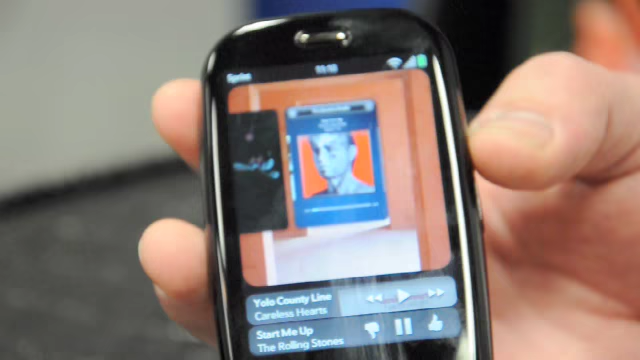 Sprint
Yolo County Line
Careless Hearts
Start Me Up
The Rolling Stones